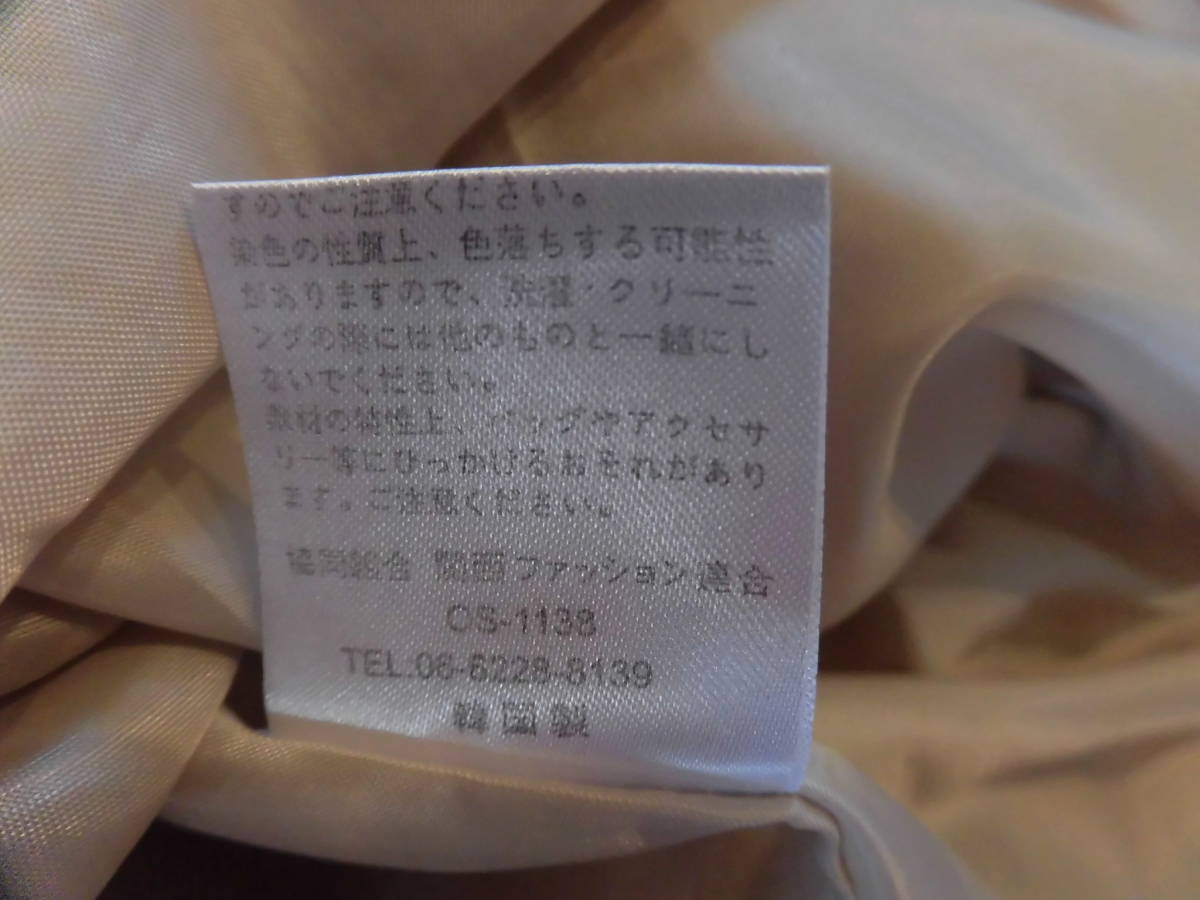 すのでご注意ください。
染色の性質上、色落ちする可能性
がありますので、洗濯・クリーニ
ングの際には他のものと一緒にし
ないでください。
素材の特性上、バッグやアクセサ
リー等にひっかけるおそれがあり
ます。ご注意ください。
協同組合 関西ファッション連合
CS-1138
TEL:06-6228-8139
韓国製